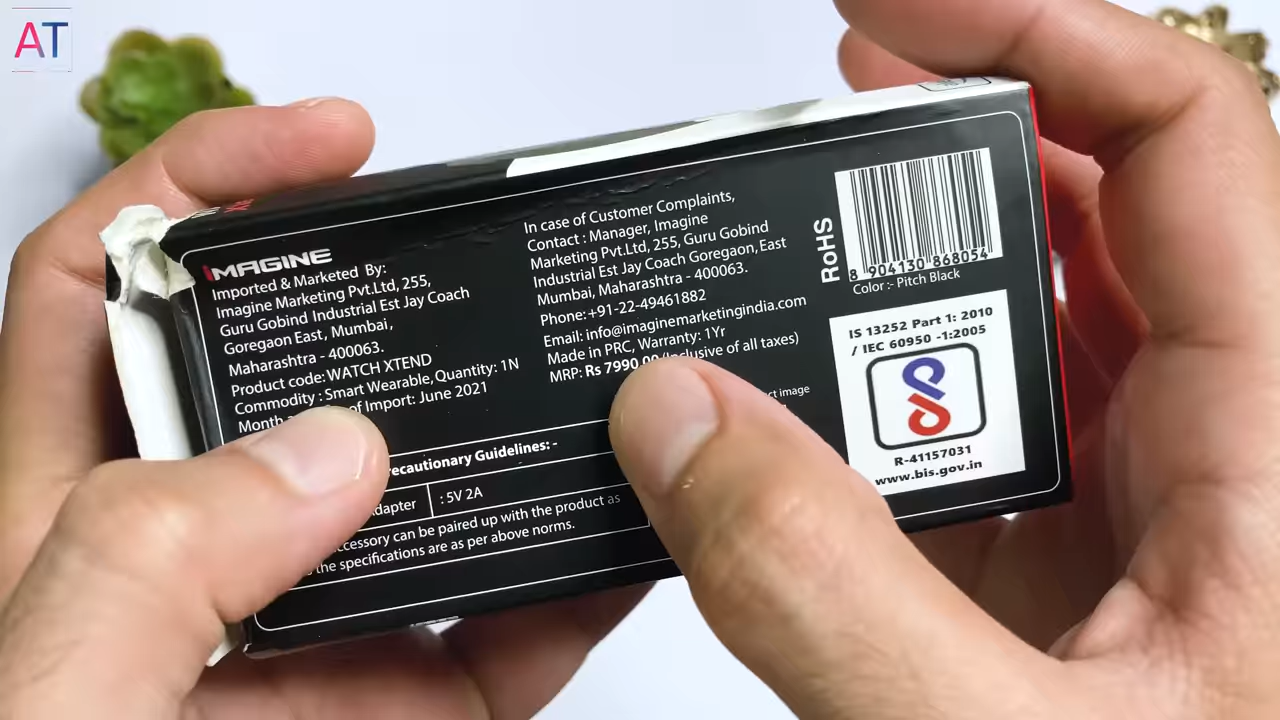 AT
iMAGINE
Imported & Marketed By:
Imagine Marketing Pvt.Ltd, 255,
Guru Gobind Industrial Est Jay Coach
Goregaon East, Mumbai,
Maharashtra - 400063.
Product code: WATCH XTEND
Commodity : Smart Wearable, Quantity: 1N
Month of Import: June 2021
In case of Customer Complaints,
Contact : Manager, Imagine
Marketing Pvt.Ltd, 255, Guru Gobind
Industrial Est Jay Coach Goregaon, East
Mumbai, Maharashtra - 400063.
Phone:+91-22-49461882
Email: info@imaginemarketingindia.com
Made in PRC, Warranty: 1Yr
MRP: Rs 7990.00 (Inclusive of all taxes)
image
Guidelines: -
: 5V 2A
can be paired up with the product as
the specifications are as per above norms.
RoHS
8 904130 868054
Color :- Pitch Black
IS 13252 Part 1: 2010
/ IEC 60950 -1:2005
R-41157031
www.bis.gov.in